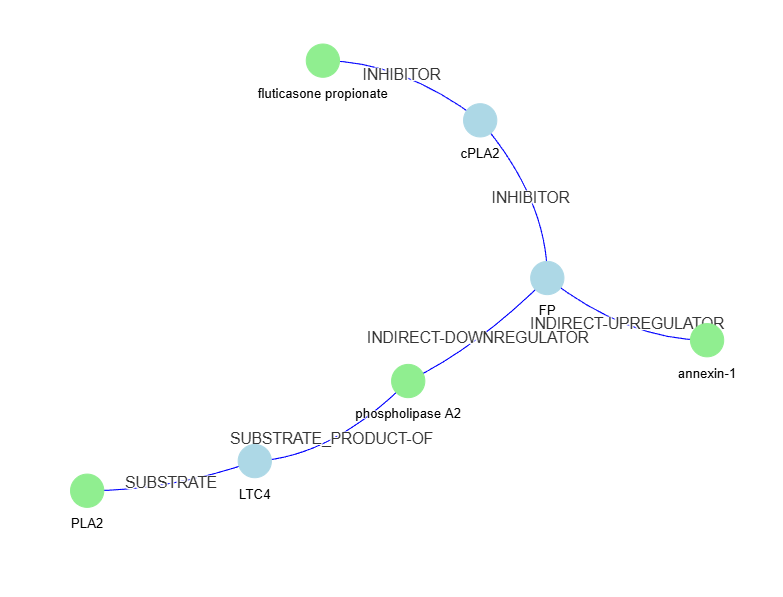 INHIBITOR
fluticasone propionate
cPLA2
INHIBITOR
FP
INDIRECT-UPREGULATOR
INDIRECT-DOWNREGULATOR
annexin-1
phospholipase A2
SUBSTRATE_PRODUCT-OF
SUBSTRATE
LTC4
PLA2